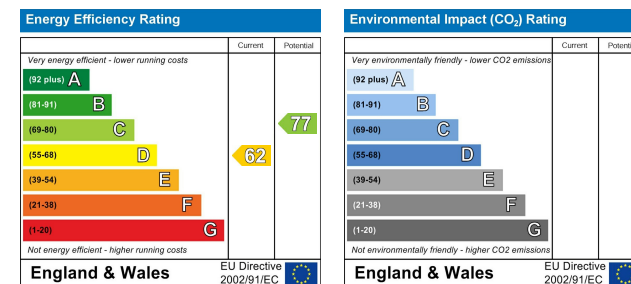 Energy Efficiency Rating
Current Potential
Very energy efficient - lower running costs
(92 plus) A
(81-91) B
(69-80) C
77
(55-68) D
62
(39-54) E
(21-38) F
(1-20) G
Not energy efficient - higher running costs
England & Wales
EU Directive
2002/91/EC
Environmental Impact (CO2) Rating
Current Potenti
Very environmentally friendly - lower CO2 emissions
(92 plus) A
(81-91) B
(69-80) C
(55-68) D
(39-54) E
(21-38) F
(1-20) G
Not environmentally friendly - higher CO2 emissions
England & Wales
EU Directive
2002/91/EC